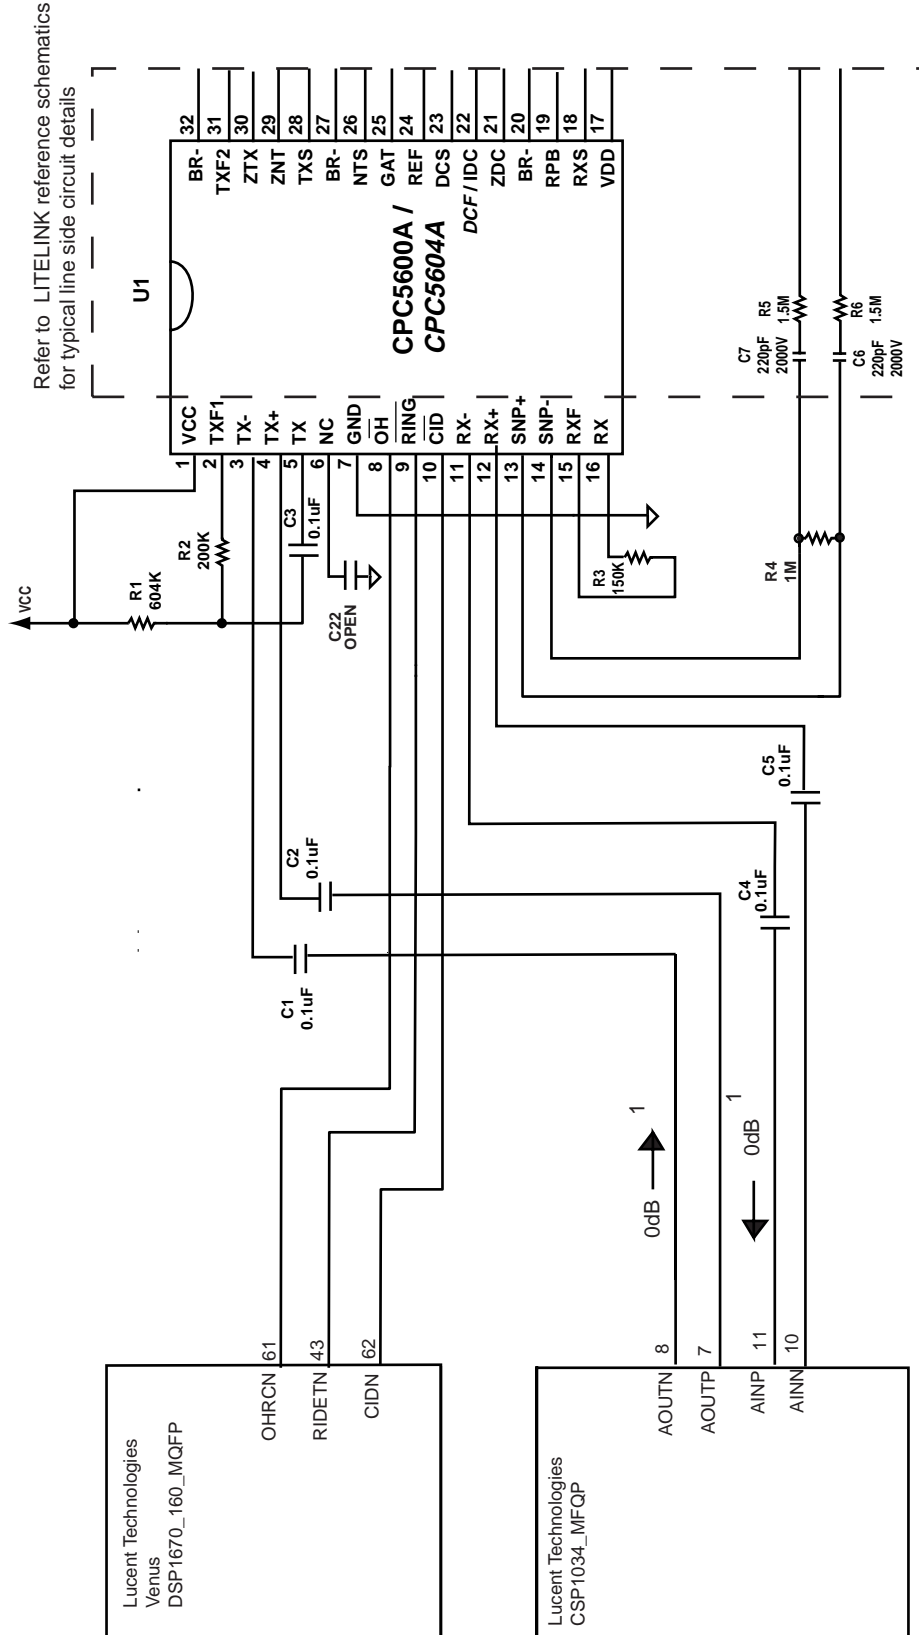 Refer to LITELINK reference schematics
for typical line side circuit details
U1
CPC5600A /
CPC5604A
32
31
30
29
28
27
26
25
24
23
22
21
20
19
18
17
BR-
TXF2
ZTX
ZNT
TXS
BR-
NTS
GAT
REF
DCS
DCF / IDC
ZDC
BR-
RPB
RXS
VDD
VCC
TXF1
TX-
TX+
TX
NC
GND
OH
RING
CID
RX-
RX+
SNP+
SNP-
RXF
RX
1
2
3
4
5
6
7
8
9
10
11
12
13
14
15
16
C7
220pF
2000V
R5
1.5M
C6
220pF
2000V
R6
1.5M
VCC
R1
604K
R2
200K
C3
0.1uF
C22
OPEN
R3
150K
R4
1M
C2
0.1uF
C1
0.1uF
C5
0.1uF
C4
0.1uF
0dB
1
0dB
1
Lucent Technologies
Venus
DSP1670_160_MQFP
OHRCN
61
RIDETN
43
CIDN
62
Lucent Technologies
CSP1034_MFQP
AOUTN
8
AOUTP
7
AINP
11
AINN
10